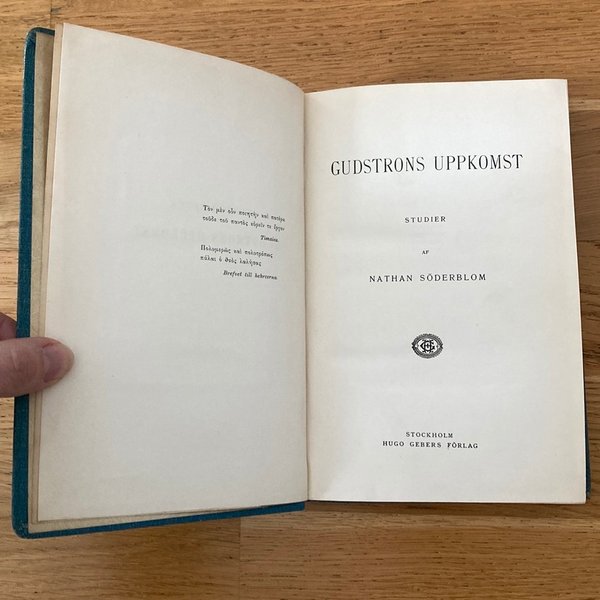 Τὸν μὲν οὖν ποιητὴν καὶ πατέρα
τοῦδε τοῦ παντὸς εὑρεῖν τε ἔργον
Timaios.
Πολυμερῶς καὶ πολυτρόπως
πάλαι ὁ θεὸς λαλήσας
Brefvet till hebreerna.
GUDSTRONS UPPKOMST
STUDIER
AF
NATHAN SÖDERBLOM
STOCKHOLM
HUGO GEBERS FÖRLAG